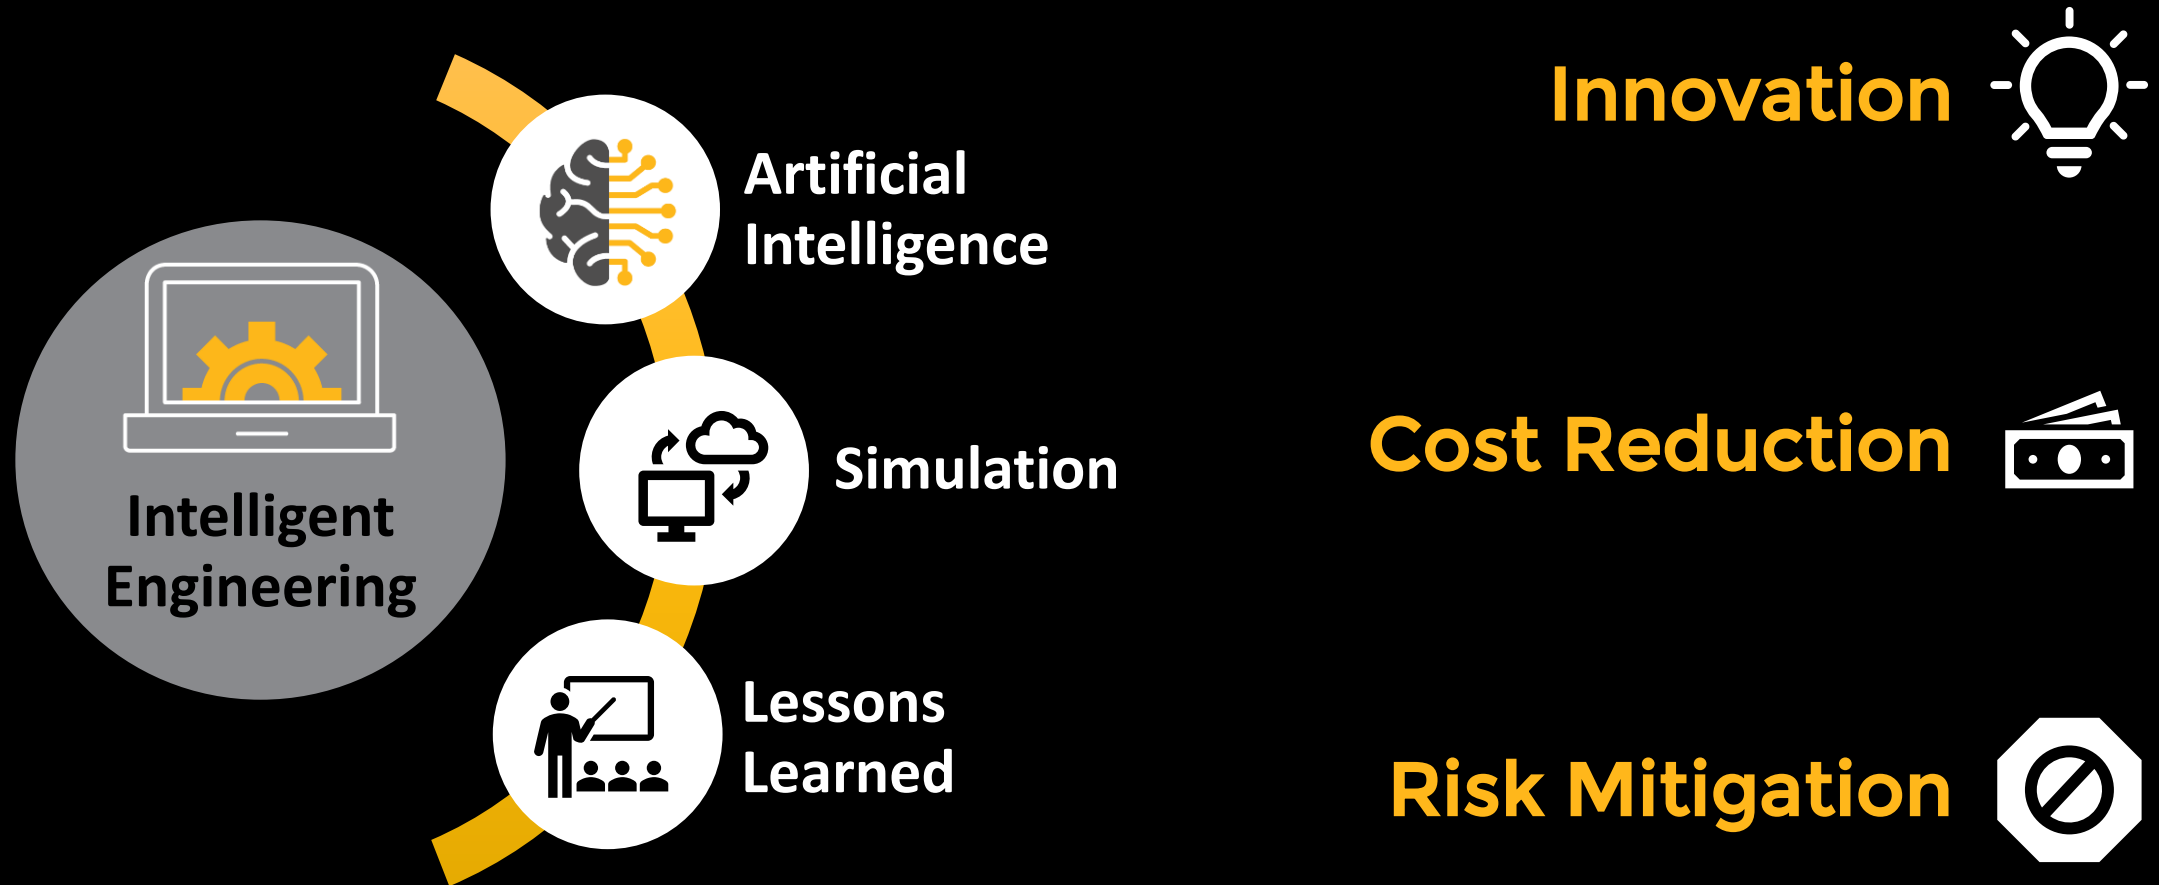 Intelligent
Engineering
Artificial
Intelligence
Simulation
Lessons
Learned
Innovation
Cost Reduction
Risk Mitigation